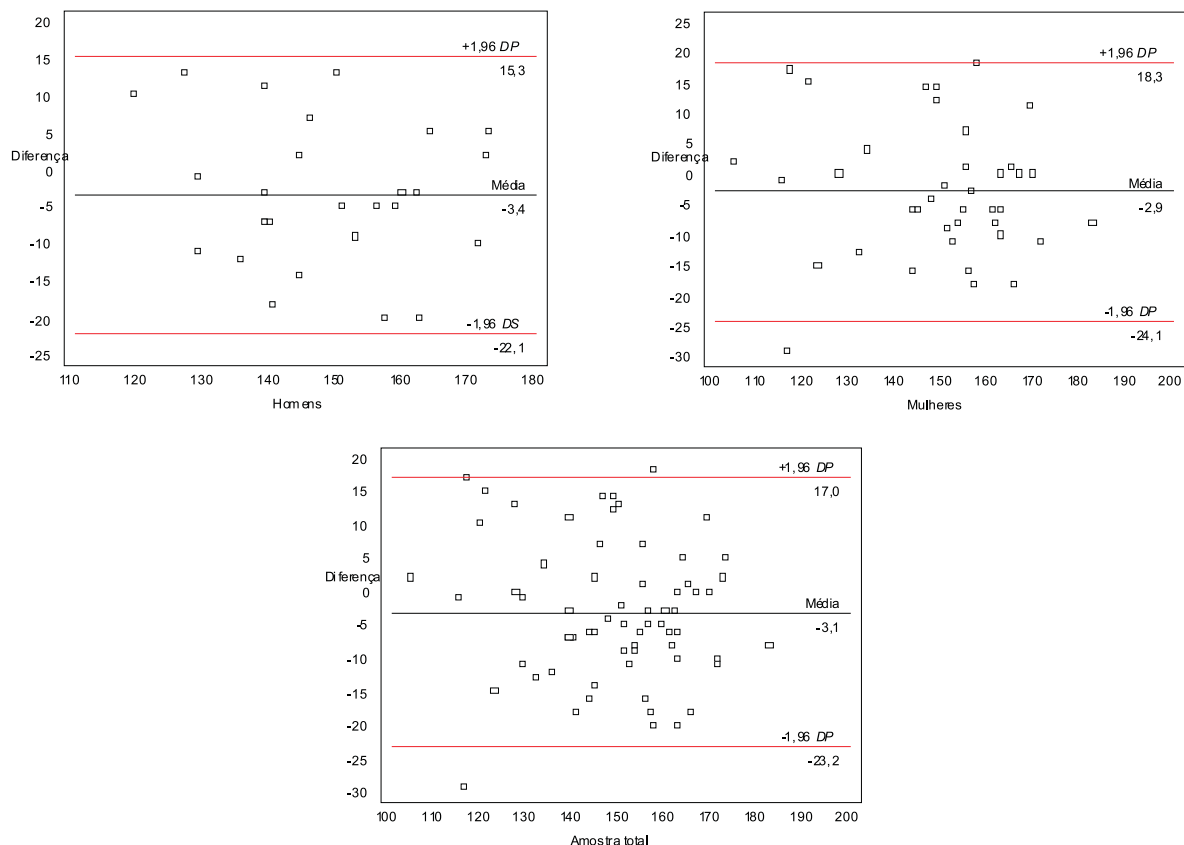 20
15
10
5
Diferença
0
-5
-10
-15
-20
-25
+1,96 DP
15,3
Média
-3,4
-1,96 DS
-22,1
110 120 130 140 150 160 170 180
Homens
25
20
15
10
5
Diferença
0
-5
-10
-15
-20
-25
-30
+1,96 DP
18,3
Média
-2,9
-1,96 DP
-24,1
100 110 120 130 140 150 160 170 180 190 200
Mulheres
20
15
10
5
Diferença
0
-5
-10
-15
-20
-25
-30
+1,96 DP
17,0
Média
-3,1
-1,96 DP
-23,2
100 110 120 130 140 150 160 170 180 190 200
Amostra total